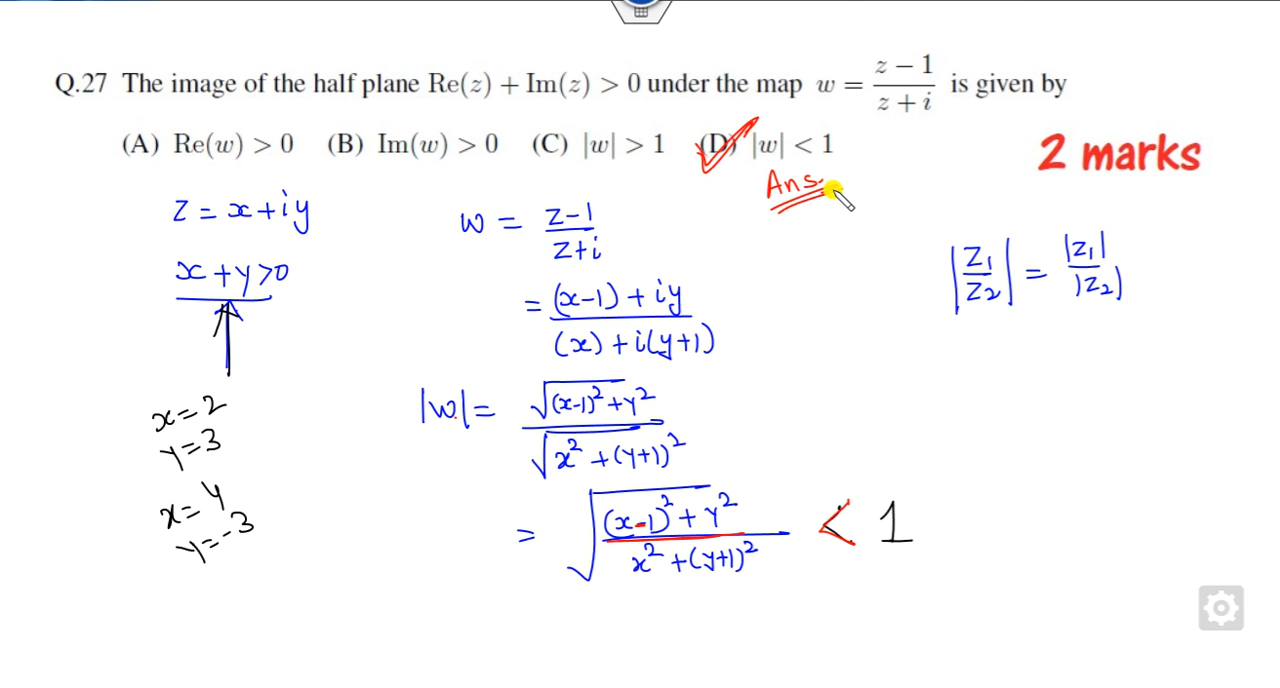 Q.27 The image of the half plane Re(z) + Im(z) > 0 under the map w = (z − 1)/(z + i) is given by
(A) Re(w) > 0 (B) Im(w) > 0 (C) |w| > 1 (D) |w| < 1
2 marks
Ans.
z = x+iy
x+y>0
x=2
y=3
x=4
y=-3
w = (z-1)/(z+i)
= ((x-1) + iy)/((x) + i(y+1))
|w| = √((x-1)²+y²)/√(x²+(y+1)²)
= √(((x-1)²+y²)/(x²+(y+1)²)) < 1
|z₁/z₂| = |z₁|/|z₂|